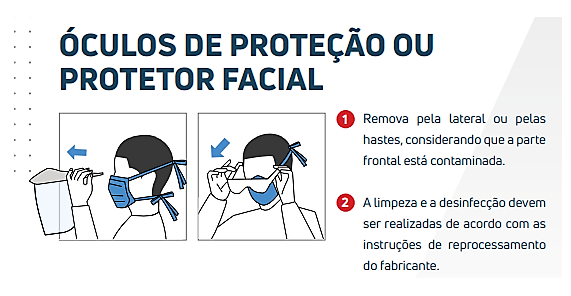 ÓCULOS DE PROTEÇÃO OU
PROTETOR FACIAL
1 Remova pela lateral ou pelas
hastes, considerando que a parte
frontal está contaminada.
2 A limpeza e a desinfecção devem
ser realizadas de acordo com as
instruções de reprocessamento
do fabricante.